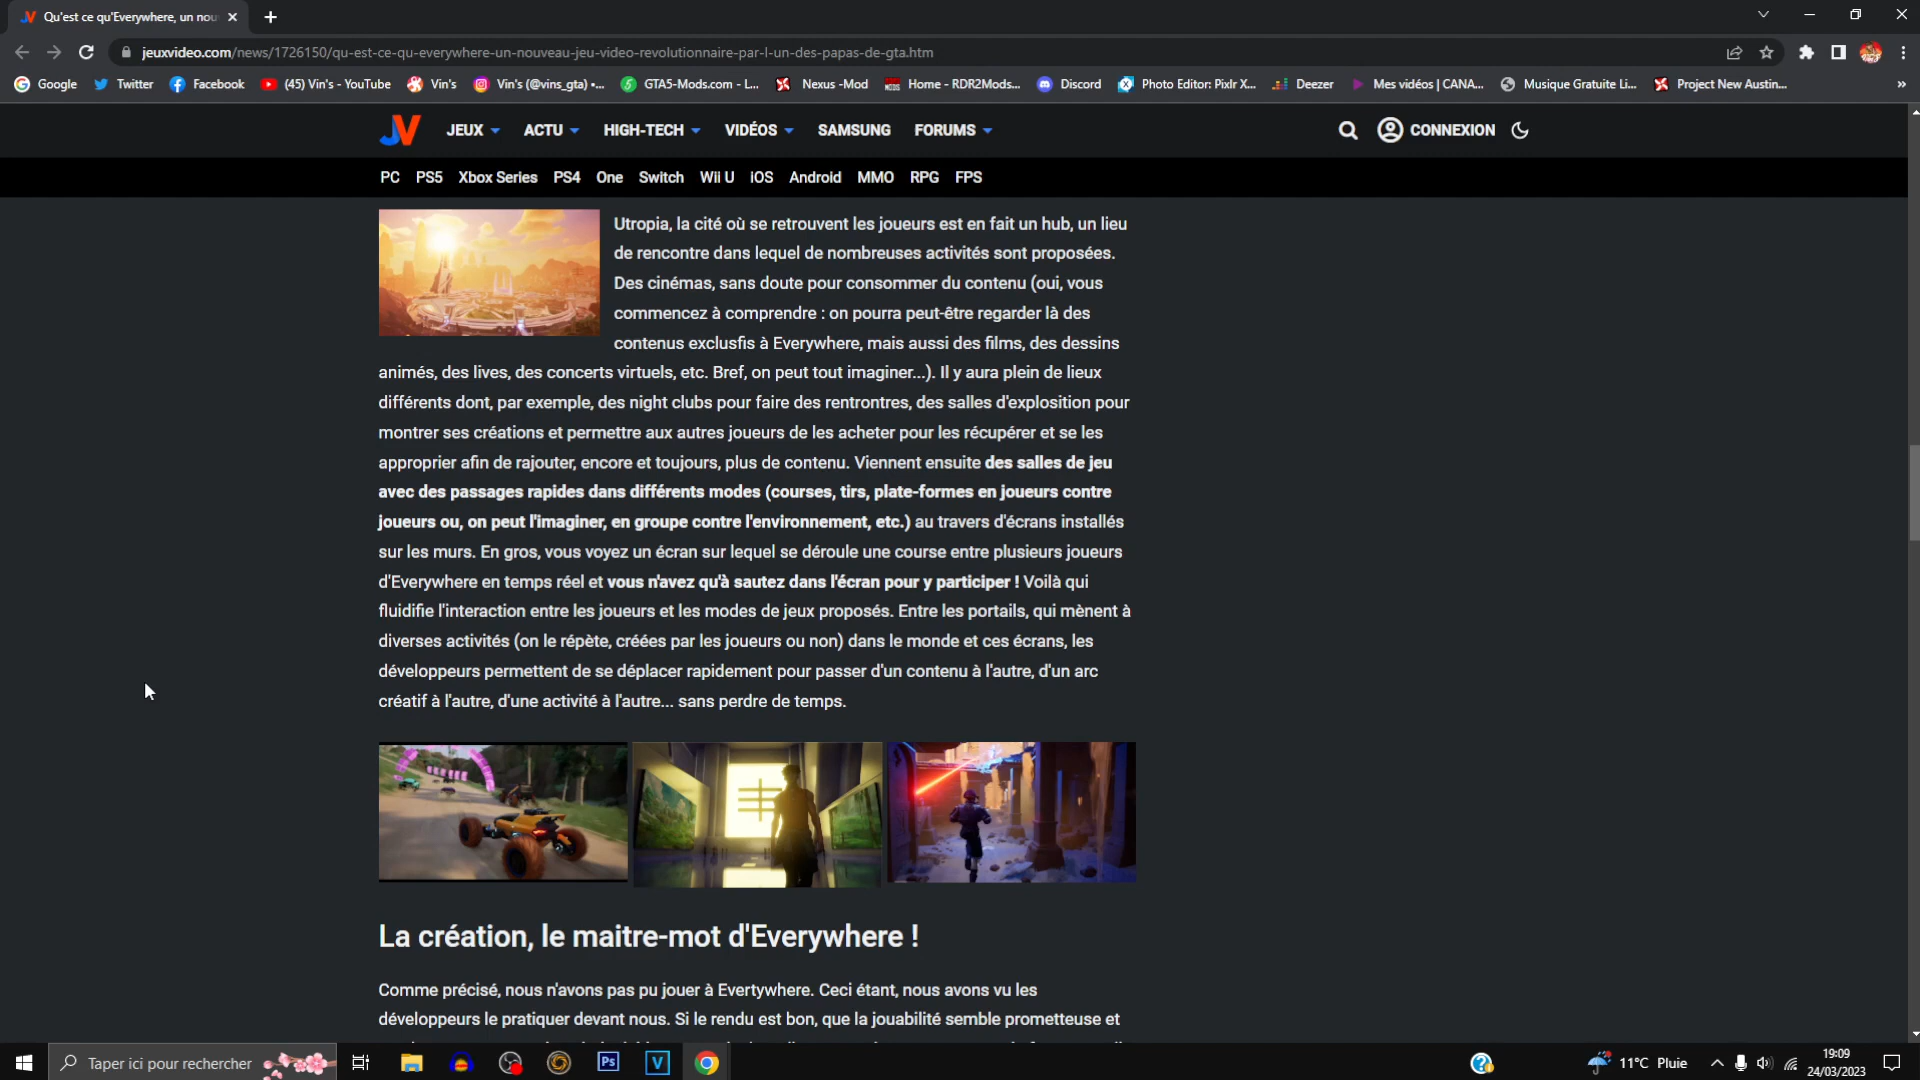 Qu'est ce qu'Everywhere, un nou
jeuxvideo.com/news/1726150/qu-est-ce-qu-everywhere-un-nouveau-jeu-video-revolutionnaire-par-l-un-des-papas-de-gta.htm
Google Twitter Facebook (45) Vin's - YouTube Vin's Vin's (@vins_gta) •... GTA5-Mods.com - L... Nexus -Mod Home - RDR2Mods... Discord Photo Editor: Pixlr X... Deezer Mes vidéos | CANA... Musique Gratuite Li... Project New Austin... »
JV JEUX ACTU HIGH-TECH VIDÉOS SAMSUNG FORUMS CONNEXION
PC PS5 Xbox Series PS4 One Switch Wii U iOS Android MMO RPG FPS
Utropia, la cité où se retrouvent les joueurs est en fait un hub, un lieu
de rencontre dans lequel de nombreuses activités sont proposées.
Des cinémas, sans doute pour consommer du contenu (oui, vous
commencez à comprendre : on pourra peut-être regarder là des
contenus exclusfis à Everywhere, mais aussi des films, des dessins
animés, des lives, des concerts virtuels, etc. Bref, on peut tout imaginer...). Il y aura plein de lieux
différents dont, par exemple, des night clubs pour faire des rentrontres, des salles d'explosition pour
montrer ses créations et permettre aux autres joueurs de les acheter pour les récupérer et se les
approprier afin de rajouter, encore et toujours, plus de contenu. Viennent ensuite des salles de jeu
avec des passages rapides dans différents modes (courses, tirs, plate-formes en joueurs contre
joueurs ou, on peut l'imaginer, en groupe contre l'environnement, etc.) au travers d'écrans installés
sur les murs. En gros, vous voyez un écran sur lequel se déroule une course entre plusieurs joueurs
d'Everywhere en temps réel et vous n'avez qu'à sautez dans l'écran pour y participer ! Voilà qui
fluidifie l'interaction entre les joueurs et les modes de jeux proposés. Entre les portails, qui mènent à
diverses activités (on le répète, créées par les joueurs ou non) dans le monde et ces écrans, les
développeurs permettent de se déplacer rapidement pour passer d'un contenu à l'autre, d'un arc
créatif à l'autre, d'une activité à l'autre... sans perdre de temps.
La création, le maitre-mot d'Everywhere !
Comme précisé, nous n'avons pas pu jouer à Evertywhere. Ceci étant, nous avons vu les
développeurs le pratiquer devant nous. Si le rendu est bon, que la jouabilité semble prometteuse et
Taper ici pour rechercher Ps V 11°C Pluie 19:09
24/03/2023